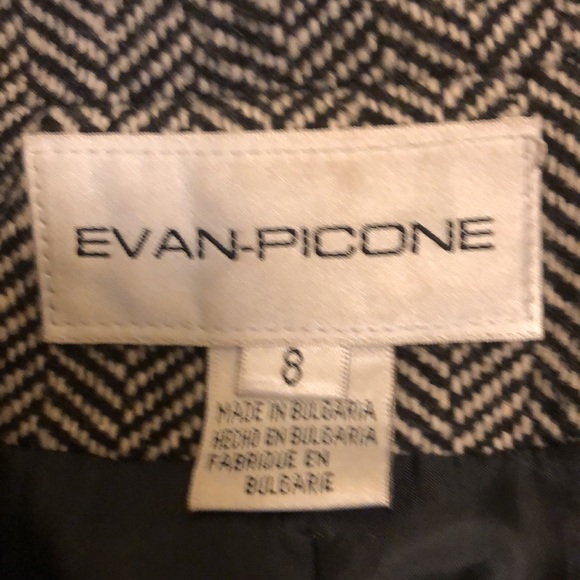 EVAN-PICONE
8
MADE IN BULGARIA
HECHO EN BULGARIA
FABRIQUE EN
BULGARIE